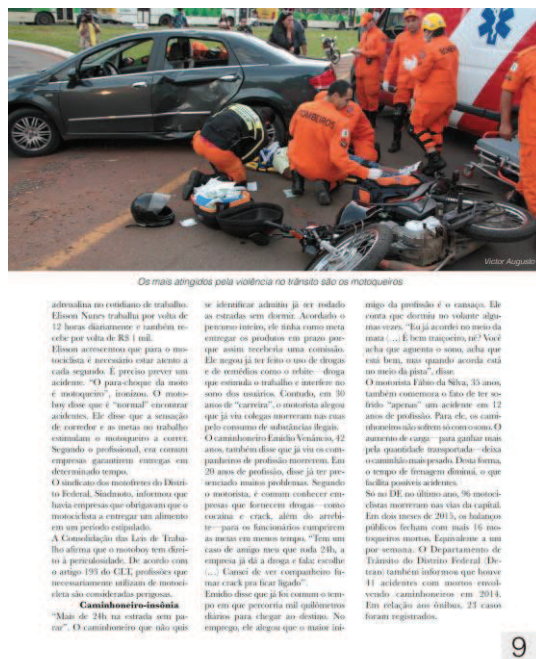 BOMBEIROS
Victor Augusto
Os mais atingidos pela violência no trânsito são os motoqueiros
adrenalina no cotidiano de trabalho.
Elisson Nunes trabalha por volta de
12 horas diariamente e também re-
cebe por volta de R$ 1 mil.
Elisson acrescentou que para o mo-
tociclista é necessário estar atento a
cada segundo. É preciso prever um
acidente. “O para-choque da moto
é motoqueiro”, ironizou. O moto-
boy disse que é “normal” encontrar
acidentes. Ele disse que a sensação
de corredor e as metas no trabalho
estimulam o motoqueiro a correr.
Segundo o profissional, era comum
empresas garantirem entregas em
determinado tempo.
O sindicato dos motofretes do Distri-
to Federal, Sindmoto, informou que
havia empresas que obrigavam que o
motociclista a entregar um alimento
em um período estipulado.
A Consolidação das Leis de Traba-
lho afirma que o motoboy tem direi-
to à periculosidade. De acordo com
o artigo 193 do CLT, profissões que
necessariamente utilizam de motoci-
cleta são consideradas perigosas.
Caminhoneiro-insônia
“Mais de 24h na estrada sem pa-
rar”. O caminhoneiro que não quis
se identificar admitiu já ter rodado
as estradas sem dormir. Acordado o
percurso inteiro, ele tinha como meta
entregar os produtos em prazo por-
que assim receberia uma comissão.
Ele negou já ter feito o uso de drogas
e de remédios como o rebite—droga
que estimula o trabalho e interfere no
sono dos usuários. Contudo, em 30
anos de “carreira”, o motorista alegou
que já viu colegas morreram nas ruas
pelo consumo de substâncias ilegais.
O caminhoneiro Emídio Venâncio, 42
anos, também disse que já viu os com-
panheiros de profissão morrerem. Em
20 anos de profissão, disse já ter pre-
senciado muitos problemas. Segundo
o motorista, é comum conhecer em-
presas que fornecem drogas—como
cocaína e crack, além do arrebi-
te—para os funcionários cumprirem
as metas em menos tempo. “Tem um
caso de amigo meu que roda 24h, a
empresa já dá a droga e fala: escolhe
(...) Cansei de ver companheiro fu-
mar crack pra ficar ligado”.
Emídio disse que já foi comum o tem-
po em que percorria mil quilômetros
diários para chegar ao destino. No
emprego, ele alegou que o maior ini-
migo da profissão é o cansaço. Ele
conta que dormiu no volante algu-
mas vezes. “Eu já acordei no meio da
mata (...) É bem traiçoeiro, né? Você
acha que aguenta o sono, acha que
está bem, mas quando acorda está
no meio da pista”, disse.
O motorista Fábio da Silva, 35 anos,
também comemora o fato de ter so-
frido “apenas” um acidente em 12
anos de profissão. Para ele, os cami-
nhoneiros não sofrem só com o sono. O
aumento de carga—para ganhar mais
pela quantidade transportada—deixa
o caminhão mais pesado. Desta forma,
o tempo de frenagem diminui, o que
facilita possíveis acidentes.
Só no DF, no último ano, 96 motoci-
clistas morreram nas vias da capital.
Em dois meses de 2015, os balanços
públicos fecham com mais 16 mo-
toqueiros mortos. Equivalente a um
por semana. O Departamento de
Trânsito do Distrito Federal (De-
tran) também informou que houve
41 acidentes com mortos envol-
vendo caminhoneiros em 2014.
Em relação aos ônibus, 23 casos
foram registrados.
9